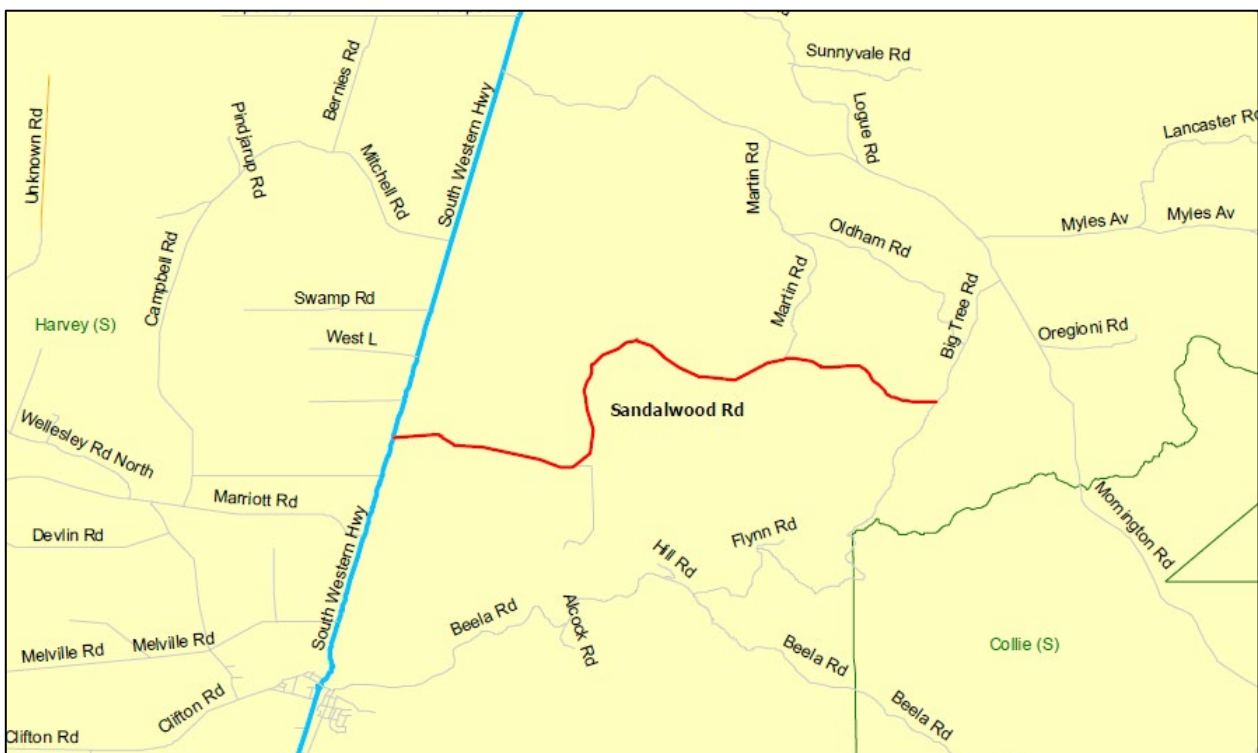 Sunnyvale Rd
Bernies Rd
Unknown Rd
Pindjarup Rd
Logue Rd
Lancaster Rd
Mitchell Rd
South Western Hwy
Martin Rd
Myles Av
Myles Av
Oldham Rd
Campbell Rd
Swamp Rd
Harvey (S)
West L
Martin Rd
Big Tree Rd
Oregioni Rd
Sandalwood Rd
Wellesley Rd North
Marriott Rd
Devlin Rd
South Western Hwy
Flynn Rd
Mornington Rd
Hill Rd
Beela Rd
Alcock Rd
Melville Rd
Melville Rd
Beela Rd
Collie (S)
Clifton Rd
Beela Rd
Clifton Rd